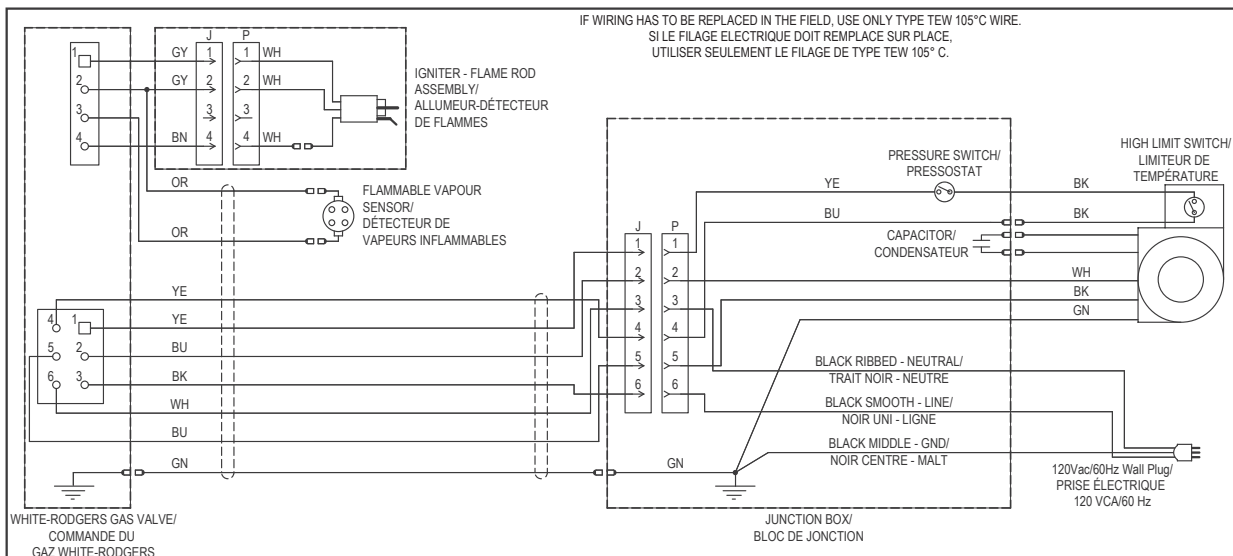 IF WIRING HAS TO BE REPLACED IN THE FIELD, USE ONLY TYPE TEW 105°C WIRE.
SI LE FILAGE ELECTRIQUE DOIT REMPLACE SUR PLACE,
UTILISER SEULEMENT LE FILAGE DE TYPE TEW 105° C.
J P
1 GY 1 1 WH
2 GY 2 2 WH
3 3 3
4 BN 4 4 WH
IGNITER - FLAME ROD
ASSEMBLY/
ALLUMEUR-DÉTECTEUR
DE FLAMMES
OR
OR
FLAMMABLE VAPOUR
SENSOR/
DÉTECTEUR DE
VAPEURS INFLAMMABLES
PRESSURE SWITCH/
PRESSOSTAT
HIGH LIMIT SWITCH/
LIMITEUR DE
TEMPÉRATURE
YE BK
BU BK
CAPACITOR/
CONDENSATEUR
WH
BK
GN
J P
1 1
2 2
3 3
4 4
5 5
6 6
4 1
5 2
6 3
YE
YE
BU
BK
WH
BU
GN GN
BLACK RIBBED - NEUTRAL/
TRAIT NOIR - NEUTRE
BLACK SMOOTH - LINE/
NOIR UNI - LIGNE
BLACK MIDDLE - GND/
NOIR CENTRE - MALT
120Vac/60Hz Wall Plug/
PRISE ÉLECTRIQUE
120 VCA/60 Hz
WHITE-RODGERS GAS VALVE/
COMMANDE DU
GAZ WHITE-RODGERS
JUNCTION BOX/
BLOC DE JONCTION